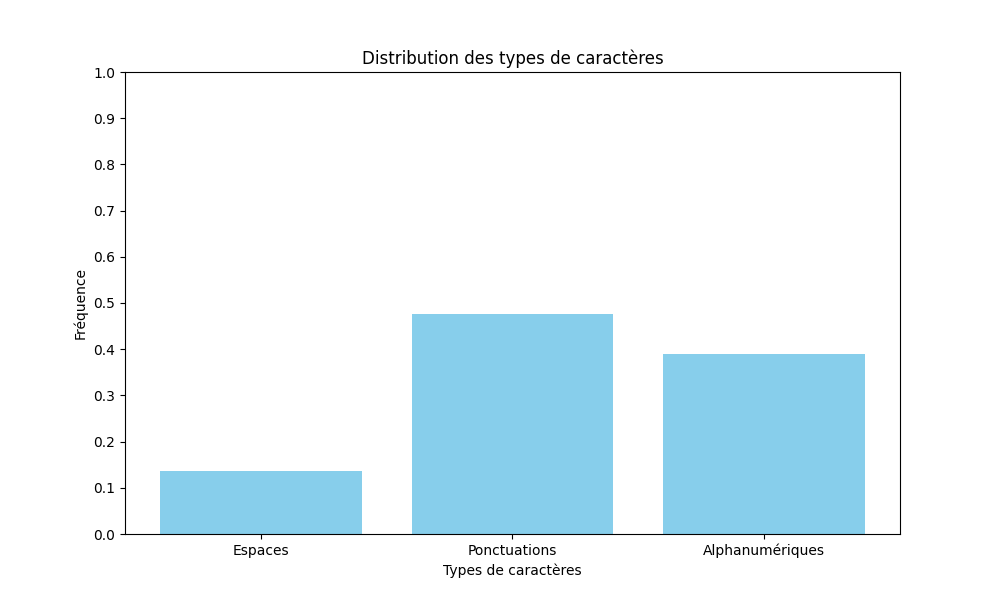 Distribution des types de caractères
1.0
0.9
0.8
0.7
0.6
0.5
0.4
0.3
0.2
0.1
0.0
Fréquence
Espaces Ponctuations Alphanumériques
Types de caractères